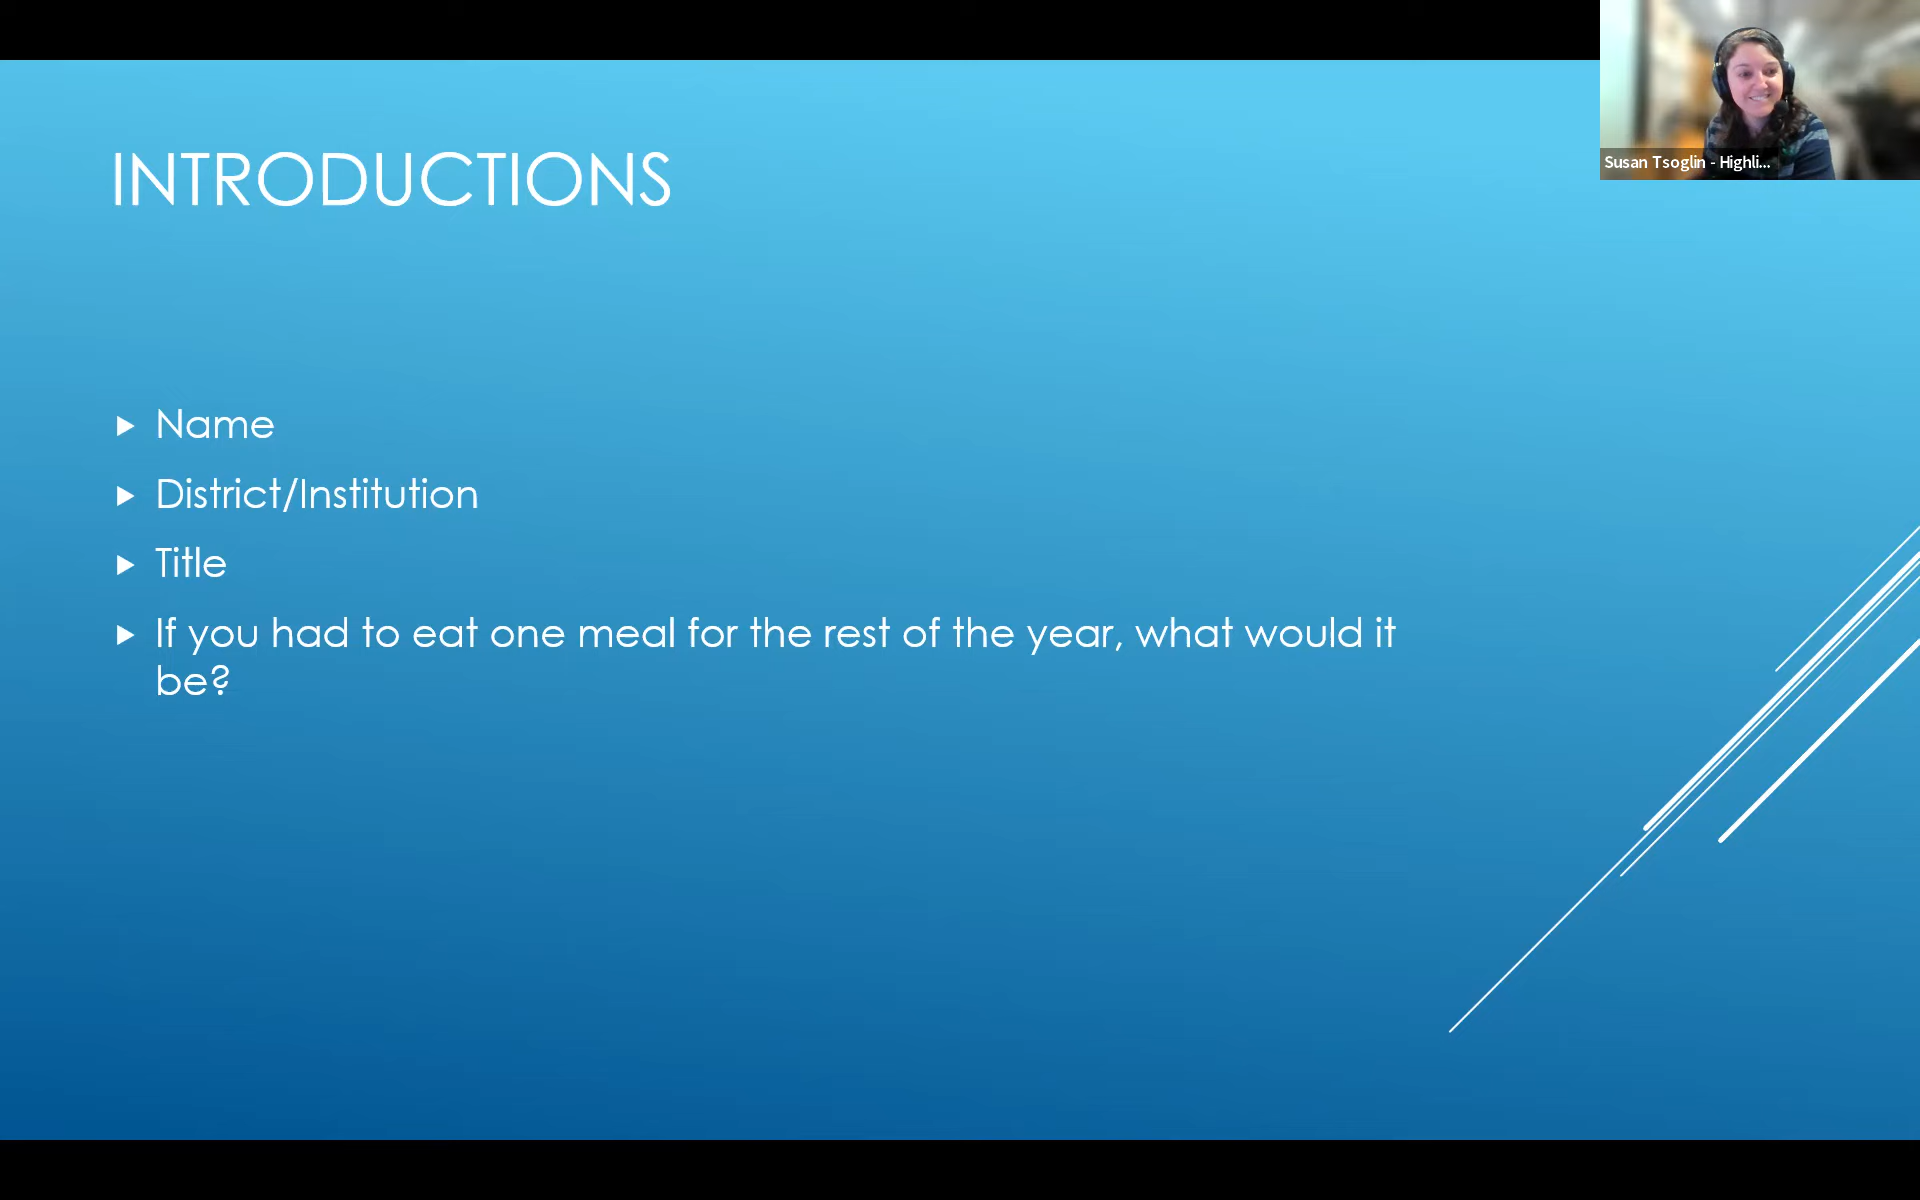 Susan Tsoglin - Highli...
INTRODUCTIONS
Name
District/Institution
Title
If you had to eat one meal for the rest of the year, what would it
be?